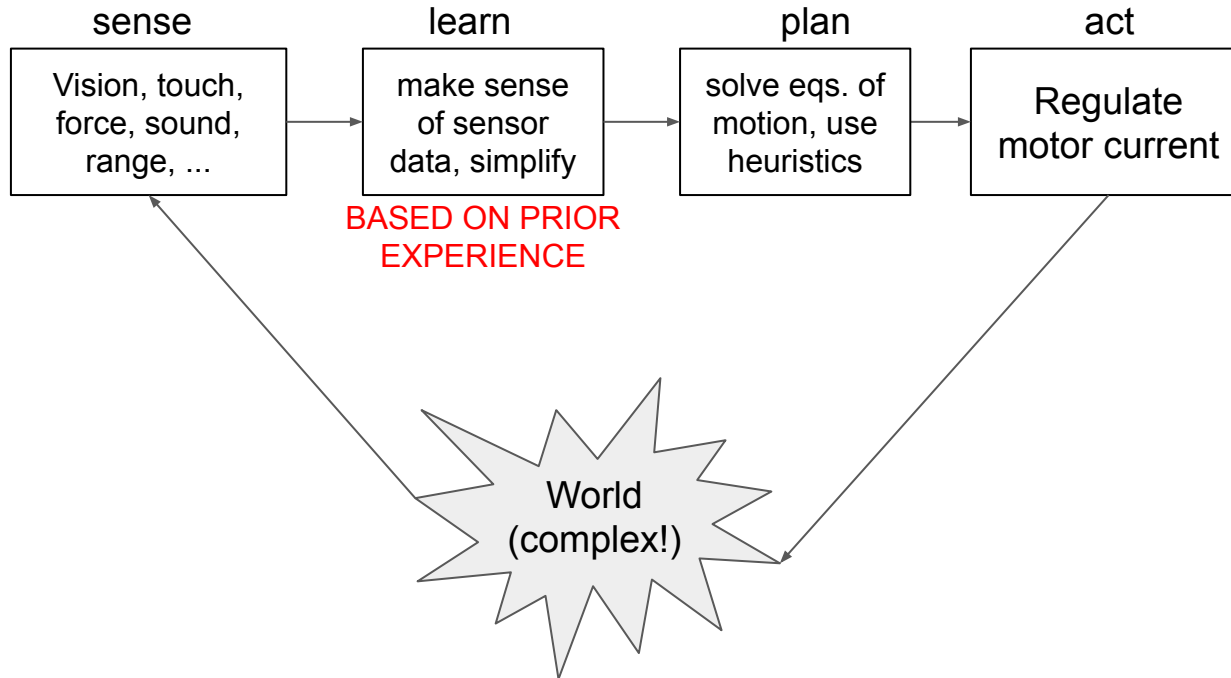 sense
learn
plan
act
Vision, touch,
force, sound,
range, ...
make sense
of sensor
data, simplify
solve eqs. of
motion, use
heuristics
Regulate
motor current
BASED ON PRIOR
EXPERIENCE
World
(complex!)